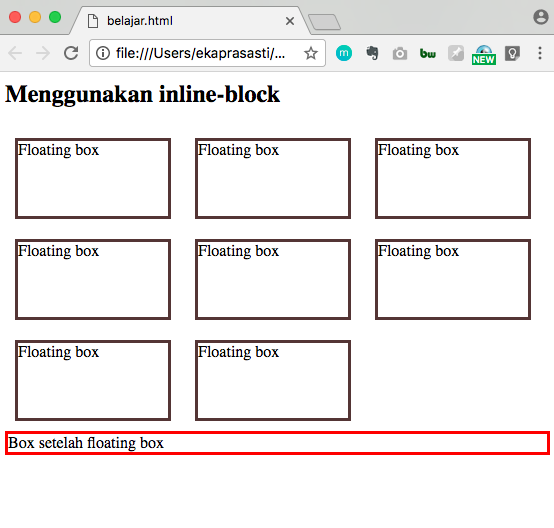 belajar.html
file:///Users/ekaprasasti/...
m
bw
NEW
Menggunakan inline-block
Floating box Floating box Floating box
Floating box Floating box Floating box
Floating box Floating box
Box setelah floating box